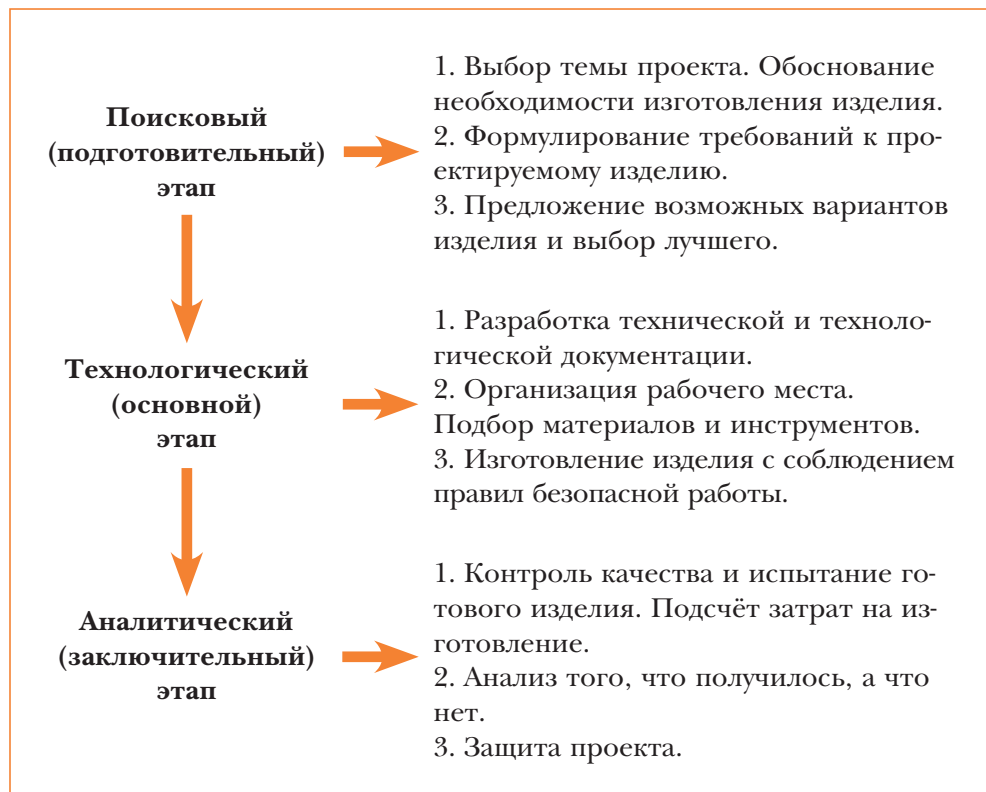 Поисковый
(подготовительный)
этап
1. Выбор темы проекта. Обоснование
необходимости изготовления изделия.
2. Формулирование требований к про-
ектируемому изделию.
3. Предложение возможных вариантов
изделия и выбор лучшего.
Технологический
(основной)
этап
1. Разработка технической и техноло-
гической документации.
2. Организация рабочего места.
Подбор материалов и инструментов.
3. Изготовление изделия с соблюдением
правил безопасной работы.
Аналитический
(заключительный)
этап
1. Контроль качества и испытание го-
тового изделия. Подсчёт затрат на из-
готовление.
2. Анализ того, что получилось, а что
нет.
3. Защита проекта.